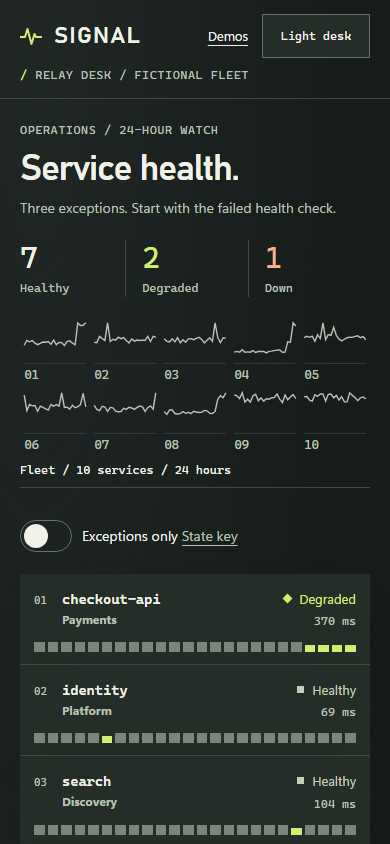 SIGNAL
Demos
Light desk
/ RELAY DESK / FICTIONAL FLEET
OPERATIONS / 24-HOUR WATCH
Service health.
Three exceptions. Start with the failed health check.
7
Healthy
2
Degraded
1
Down
01
02
03
04
05
06
07
08
09
10
Fleet / 10 services / 24 hours
Exceptions only State key
01 checkout-api Degraded
Payments 370 ms
02 identity Healthy
Platform 69 ms
03 search Healthy
Discovery 104 ms